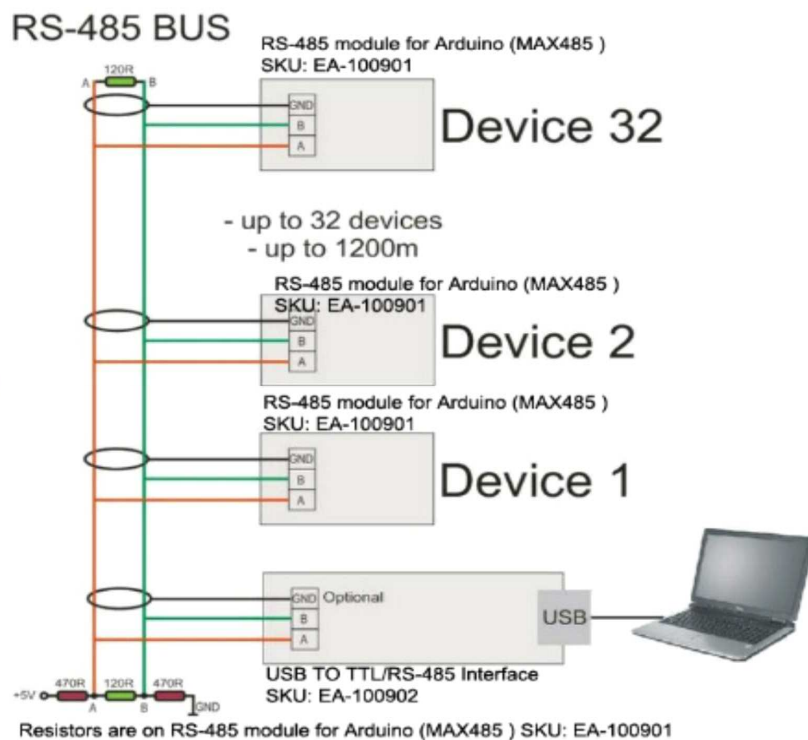 RS-485 BUS
RS-485 module for Arduino (MAX485 )
SKU: EA-100901
120R
A B
GND
B
A
Device 32
- up to 32 devices
- up to 1200m
RS-485 module for Arduino (MAX485 )
SKU: EA-100901
GND
B
A
Device 2
RS-485 module for Arduino (MAX485 )
SKU: EA-100901
GND
B
A
Device 1
GND Optional
B
A
USB
USB TO TTL/RS-485 Interface
SKU: EA-100902
470R 120R 470R
+5V
A B GND
Resistors are on RS-485 module for Arduino (MAX485 ) SKU: EA-100901